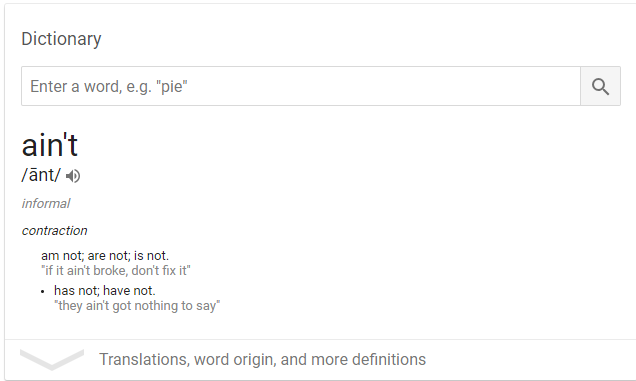 Dictionary
Enter a word, e.g. "pie"
ain't
/ānt/
informal
contraction
am not; are not; is not.
"if it ain't broke, don't fix it"
• has not; have not.
"they ain't got nothing to say"
Translations, word origin, and more definitions